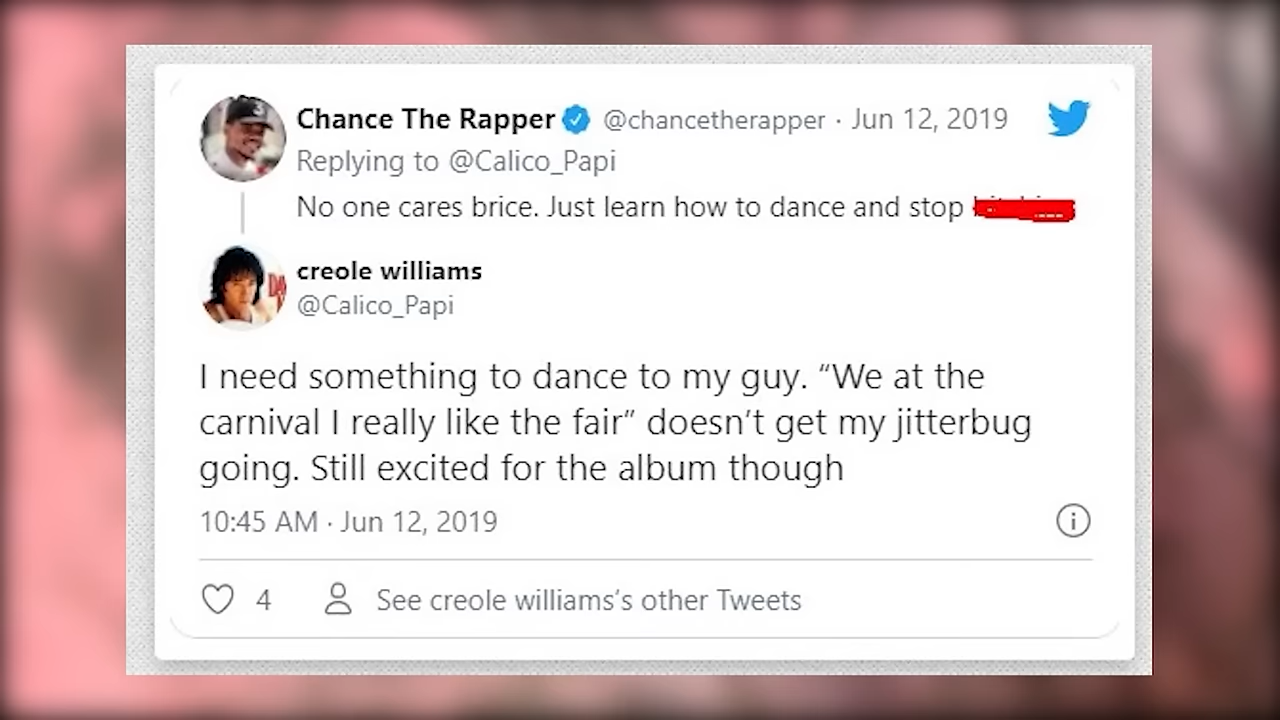 Chance The Rapper @chancetherapper · Jun 12, 2019
Replying to @Calico_Papi
No one cares brice. Just learn how to dance and stop
creole williams
@Calico_Papi
I need something to dance to my guy. “We at the
carnival I really like the fair” doesn’t get my jitterbug
going. Still excited for the album though
10:45 AM · Jun 12, 2019
4 See creole williams’s other Tweets